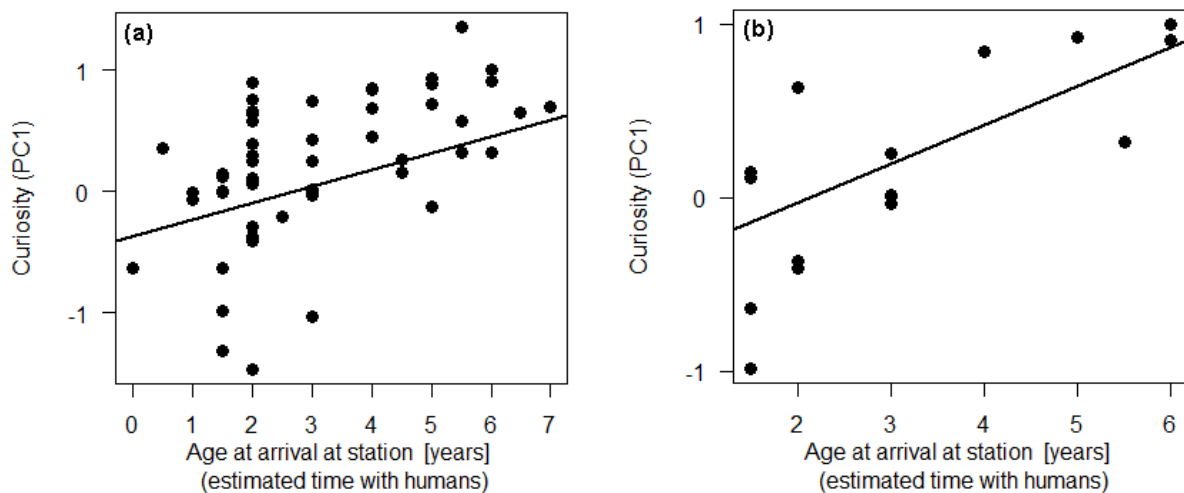 (a)
1
0
-1
Curiosity (PC1)
0 1 2 3 4 5 6 7
Age at arrival at station [years]
(estimated time with humans)
(b)
1
0
-1
Curiosity (PC1)
2 3 4 5 6
Age at arrival at station [years]
(estimated time with humans)